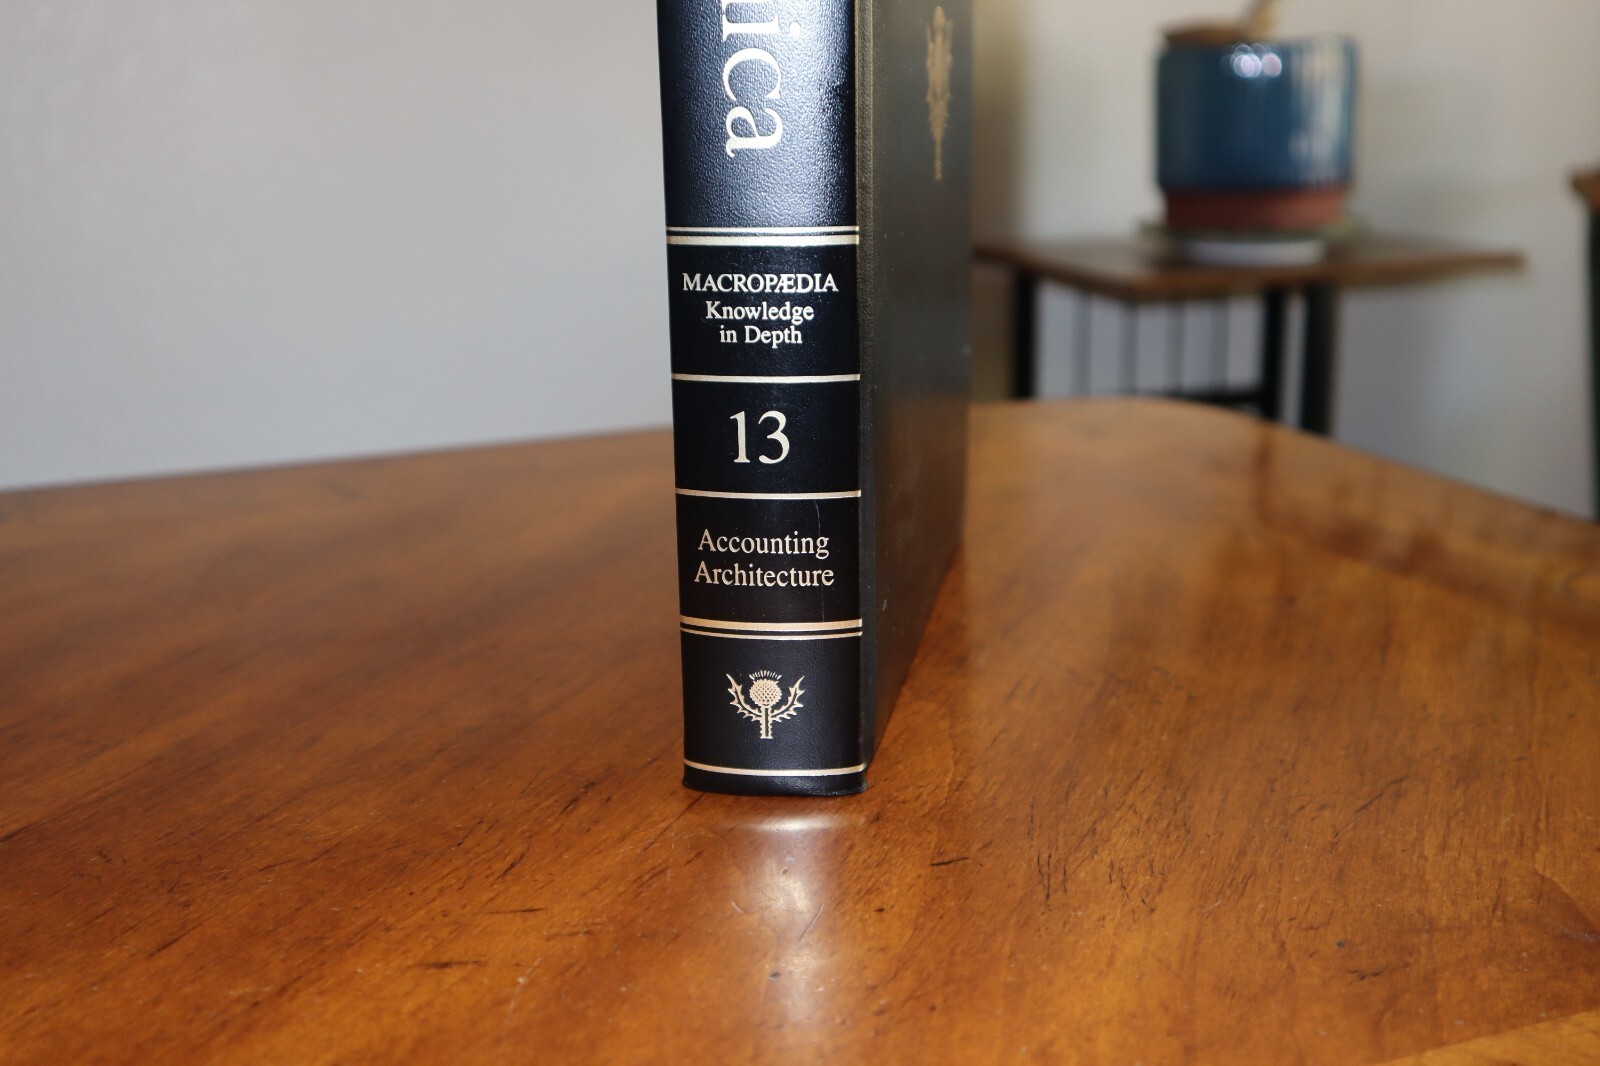 ica
MACROPÆDIA
Knowledge
in Depth
13
Accounting
Architecture